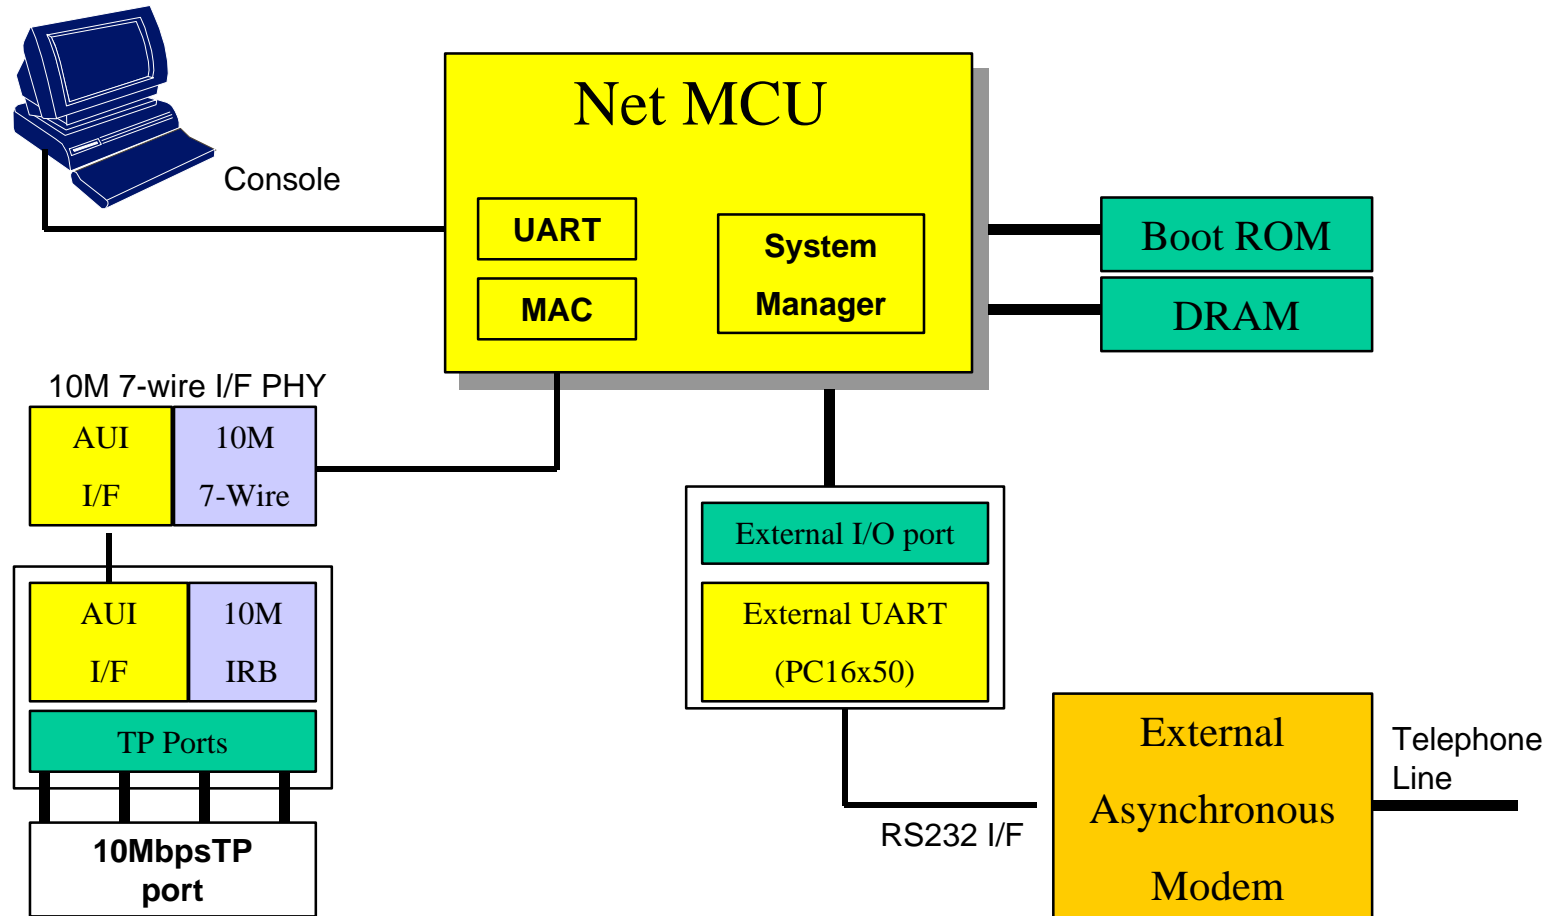 Net MCU
Console
UART
System
Manager
MAC
Boot ROM
DRAM
10M 7-wire I/F PHY
AUI
I/F
10M
7-Wire
AUI
I/F
10M
IRB
TP Ports
10MbpsTP
port
External I/O port
External UART
(PC16x50)
RS232 I/F
External
Asynchronous
Modem
Telephone
Line